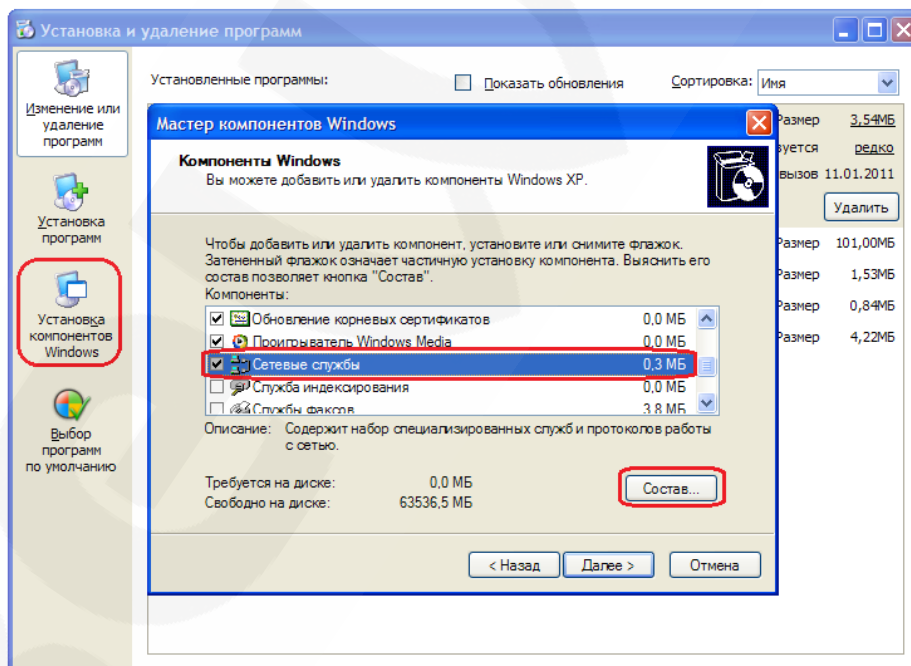 Установка и удаление программ
Изменение или
удаление
программ
Установка
программ
Установка
компонентов
Windows
Выбор
программ
по умолчанию
Установленные программы:
Показать обновления
Сортировка: Имя
Размер 3,54МБ
зуется редко
вызов 11.01.2011
Удалить
Размер 101,00МБ
Размер 1,53МБ
Размер 0,84МБ
Размер 4,22МБ
Мастер компонентов Windows
Компоненты Windows
Вы можете добавить или удалить компоненты Windows XP.
Чтобы добавить или удалить компонент, установите или снимите флажок.
Затененный флажок означает частичную установку компонента. Выяснить его
состав позволяет кнопка "Состав".
Компоненты:
Обновление корневых сертификатов 0,0 МБ
Проигрыватель Windows Media 0,0 МБ
Сетевые службы 0,3 МБ
Служба индексирования 0,0 МБ
Службы факсов 3,8 МБ
Описание: Содержит набор специализированных служб и протоколов работы
с сетью.
Требуется на диске: 0,0 МБ
Свободно на диске: 63536,5 МБ
Состав...
< Назад
Далее >
Отмена